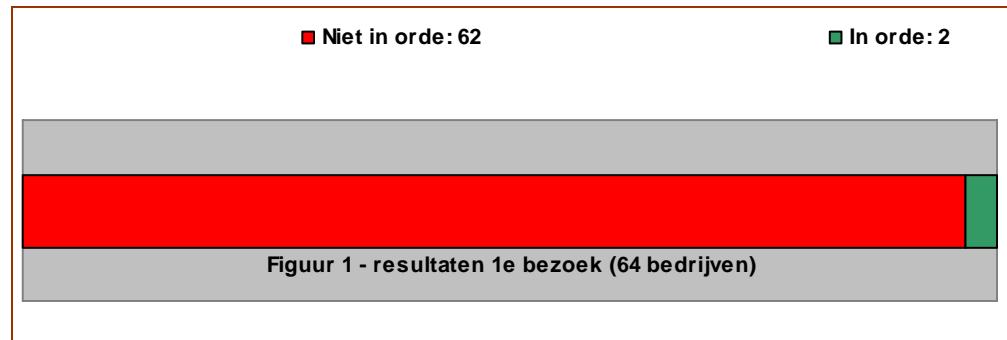 Niet in orde: 62 In orde: 2
Figuur 1 - resultaten 1e bezoek (64 bedrijven)